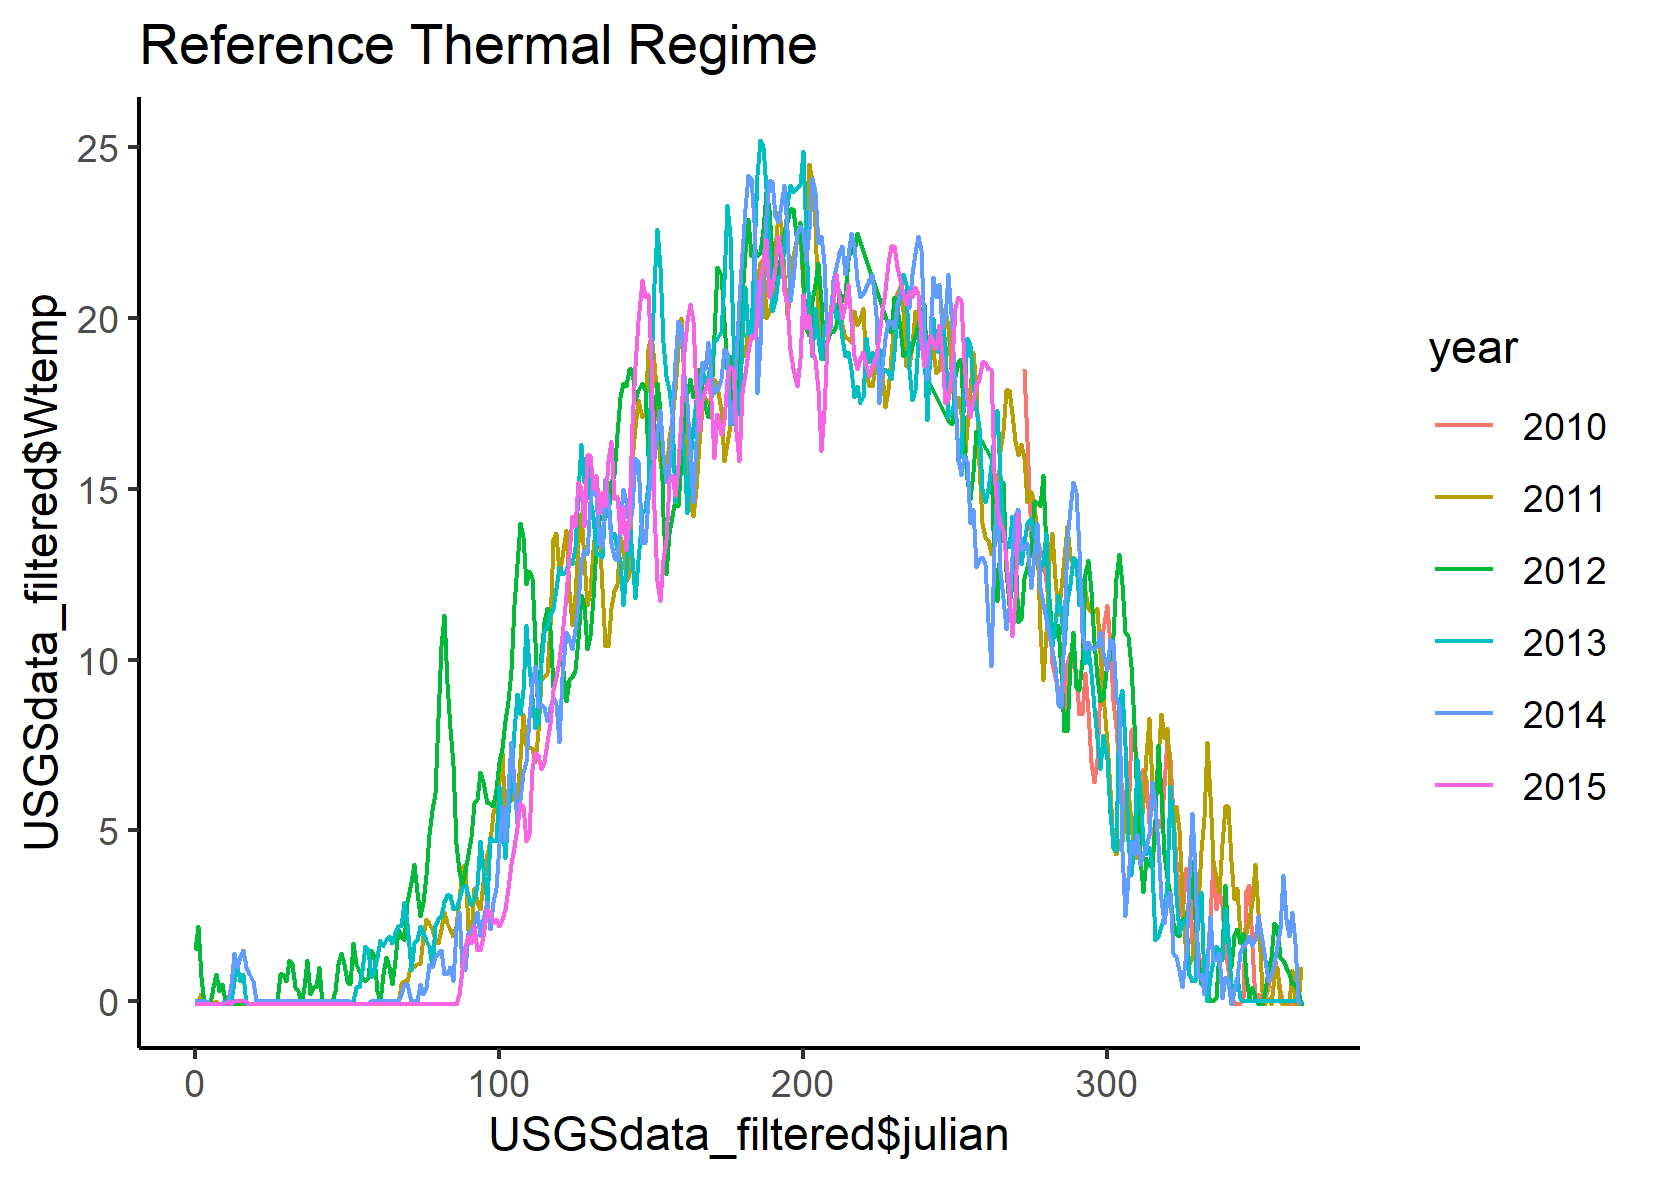 Reference Thermal Regime
USGSdata_filtered$Wtemp
25
20
15
10
5
0
0 100 200 300
USGSdata_filtered$julian
year
2010
2011
2012
2013
2014
2015